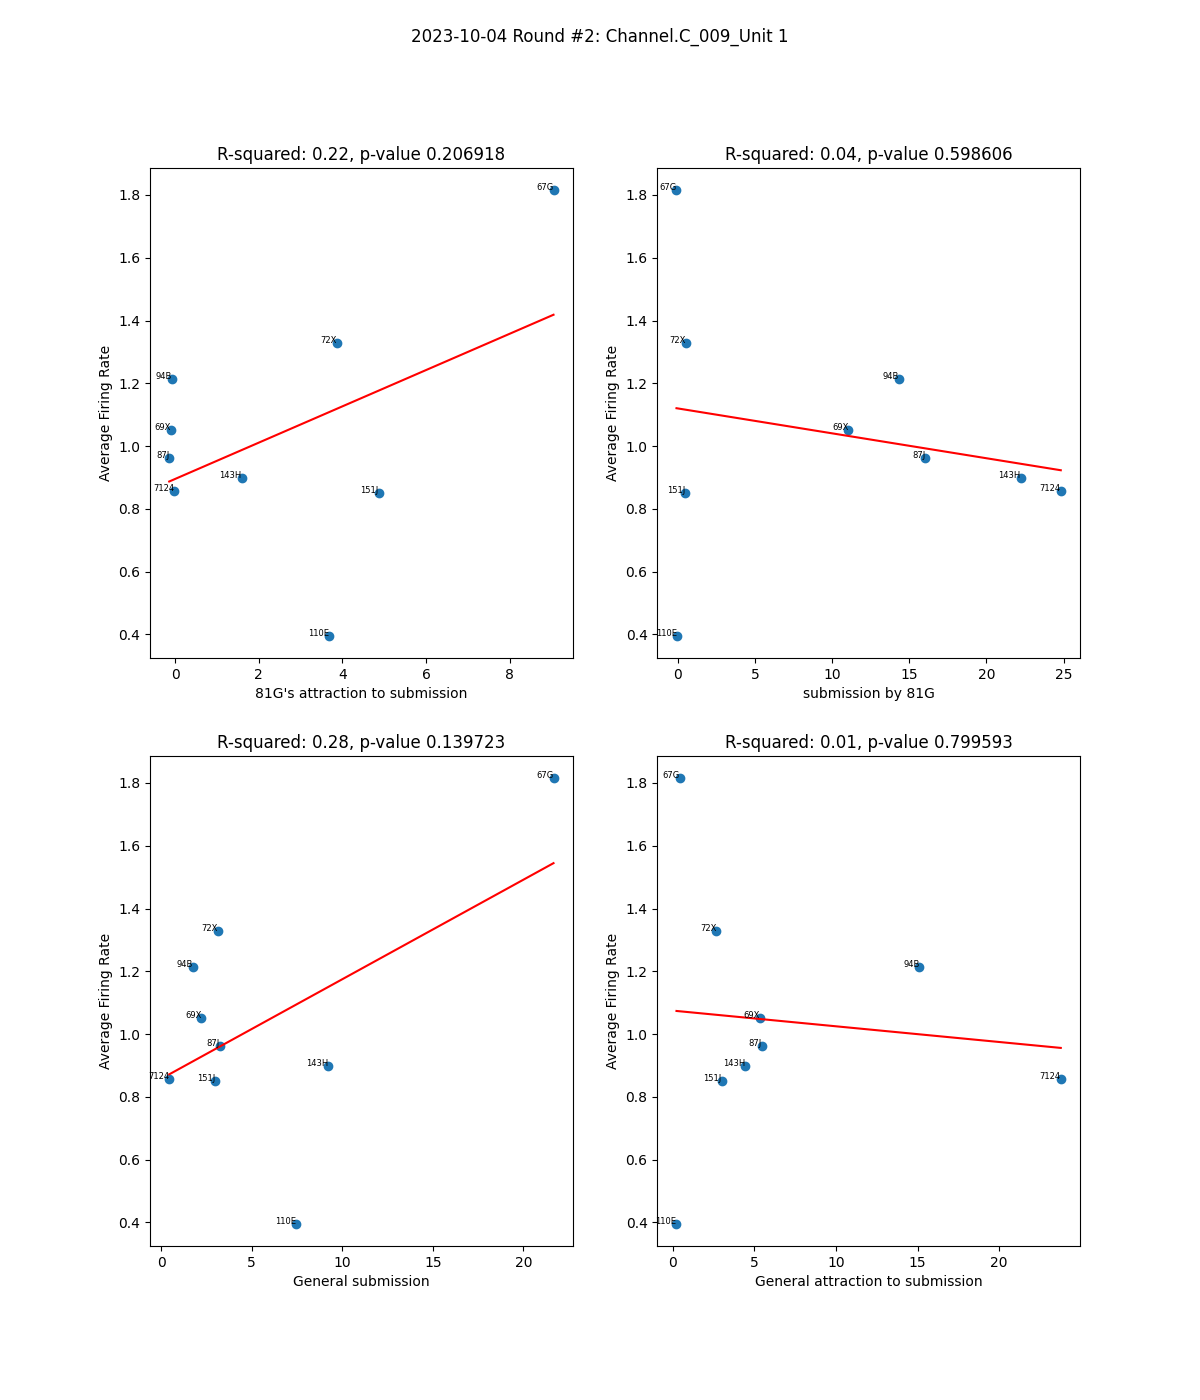 2023-10-04 Round #2: Channel.C_009_Unit 1
R-squared: 0.22, p-value 0.206918
Average Firing Rate
1.8
1.6
1.4
1.2
1.0
0.8
0.6
0.4
67G
72X
94B
69X
87J
143H
7124
151J
110E
0 2 4 6 8
81G's attraction to submission
R-squared: 0.04, p-value 0.598606
Average Firing Rate
1.8
1.6
1.4
1.2
1.0
0.8
0.6
0.4
67G
72X
94B
69X
87J
143H
7124
151J
110E
0 5 10 15 20 25
submission by 81G
R-squared: 0.28, p-value 0.139723
Average Firing Rate
1.8
1.6
1.4
1.2
1.0
0.8
0.6
0.4
67G
72X
94B
69X
87J
143H
7124
151J
110E
0 5 10 15 20
General submission
R-squared: 0.01, p-value 0.799593
Average Firing Rate
1.8
1.6
1.4
1.2
1.0
0.8
0.6
0.4
67G
72X
94B
69X
87J
143H
151J
7124
110E
0 5 10 15 20
General attraction to submission